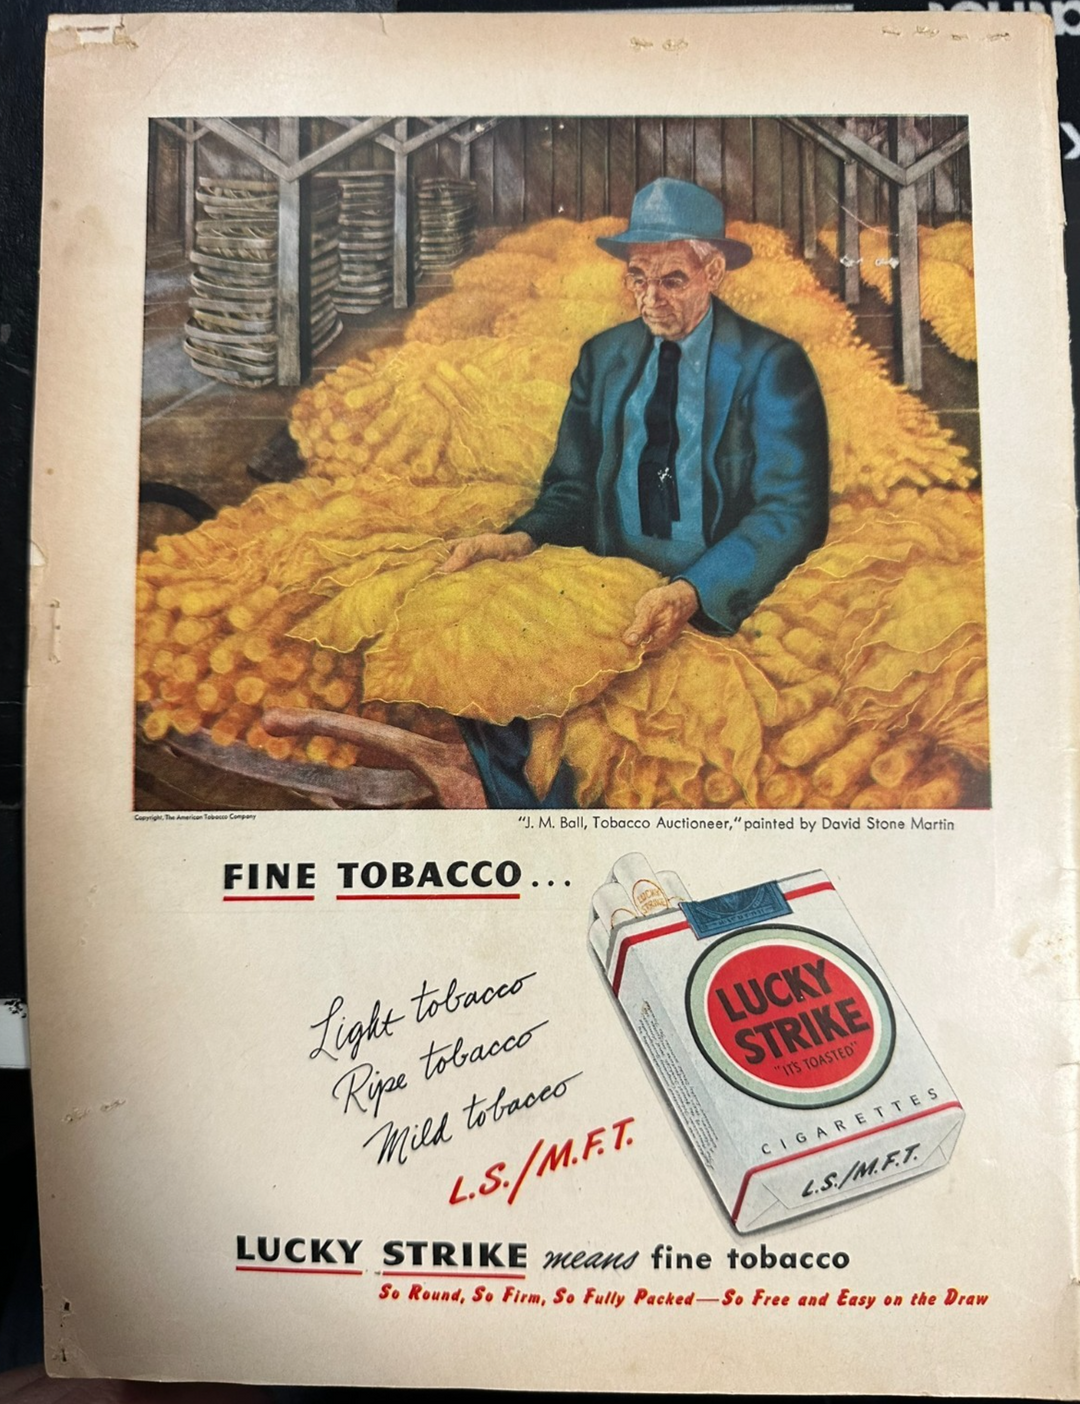 Copyright, The American Tobacco Company
"J. M. Ball, Tobacco Auctioneer," painted by David Stone Martin
FINE TOBACCO...
Light tobacco
Ripe tobacco
Mild tobacco
L.S./M.F.T.
LUCKY
STRIKE
LUCKY
STRIKE
"IT'S TOASTED"
CIGARETTES
L.S./M.F.T.
LUCKY STRIKE means fine tobacco
So Round, So Firm, So Fully Packed—So Free and Easy on the Draw